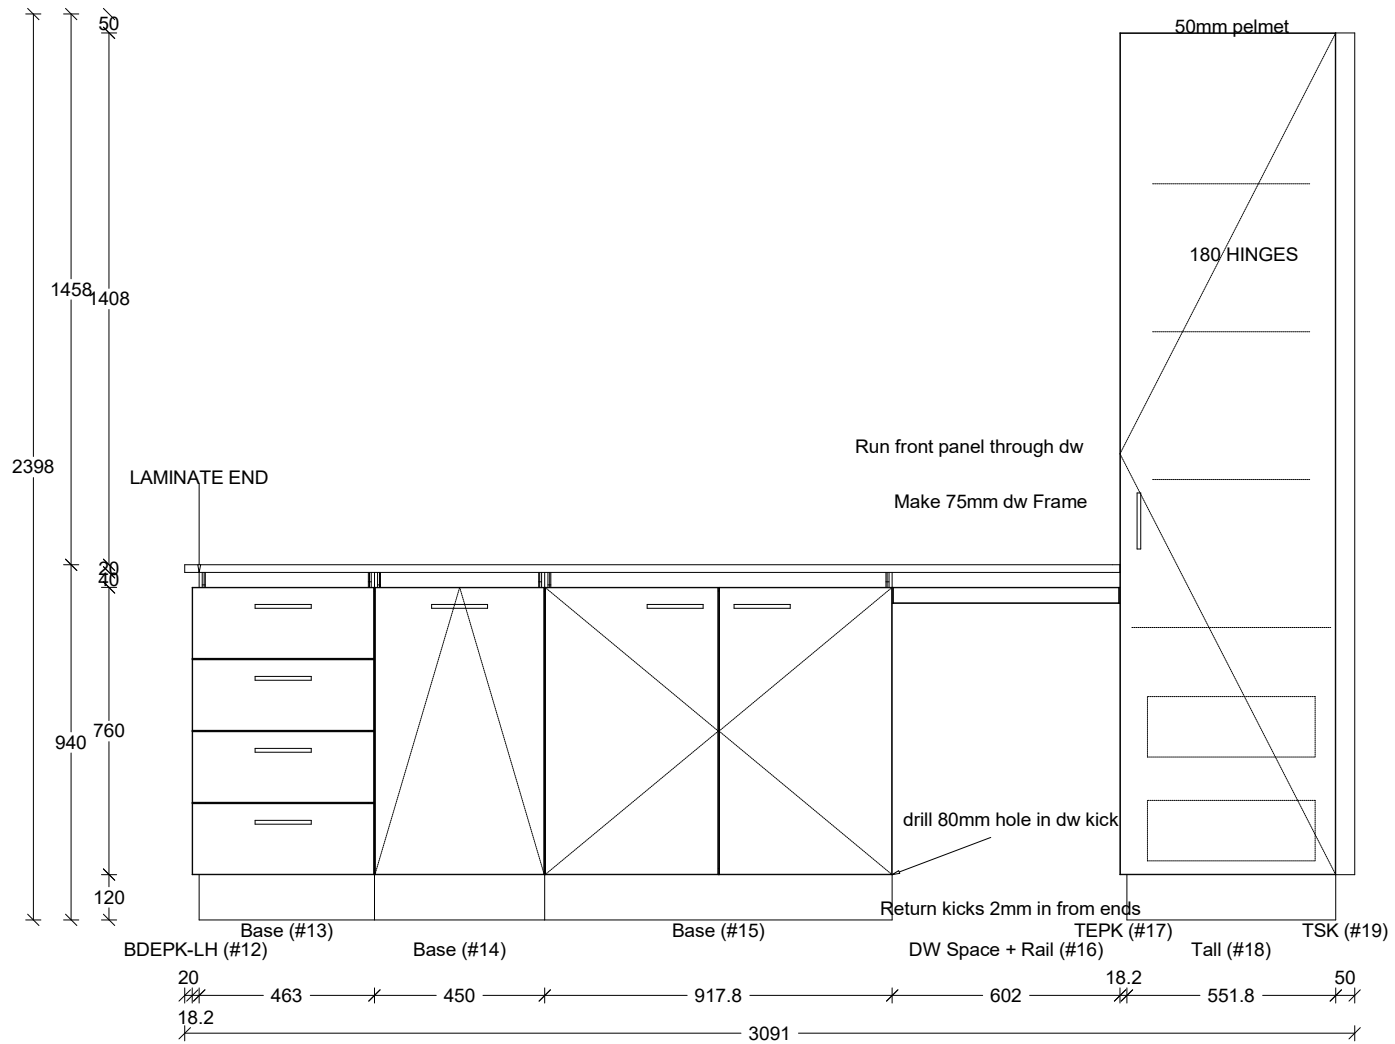 50
50mm pelmet
180 HINGES
1458
1408
Run front panel through dw
2398
LAMINATE END
Make 75mm dw Frame
20
40
760
940
drill 80mm hole in dw kick
120
Return kicks 2mm in from ends
Base (#13)
Base (#15)
TEPK (#17)
TSK (#19)
BDEPK-LH (#12)
Base (#14)
DW Space + Rail (#16)
Tall (#18)
20
18.2
50
463
450
917.8
602
551.8
18.2
3091